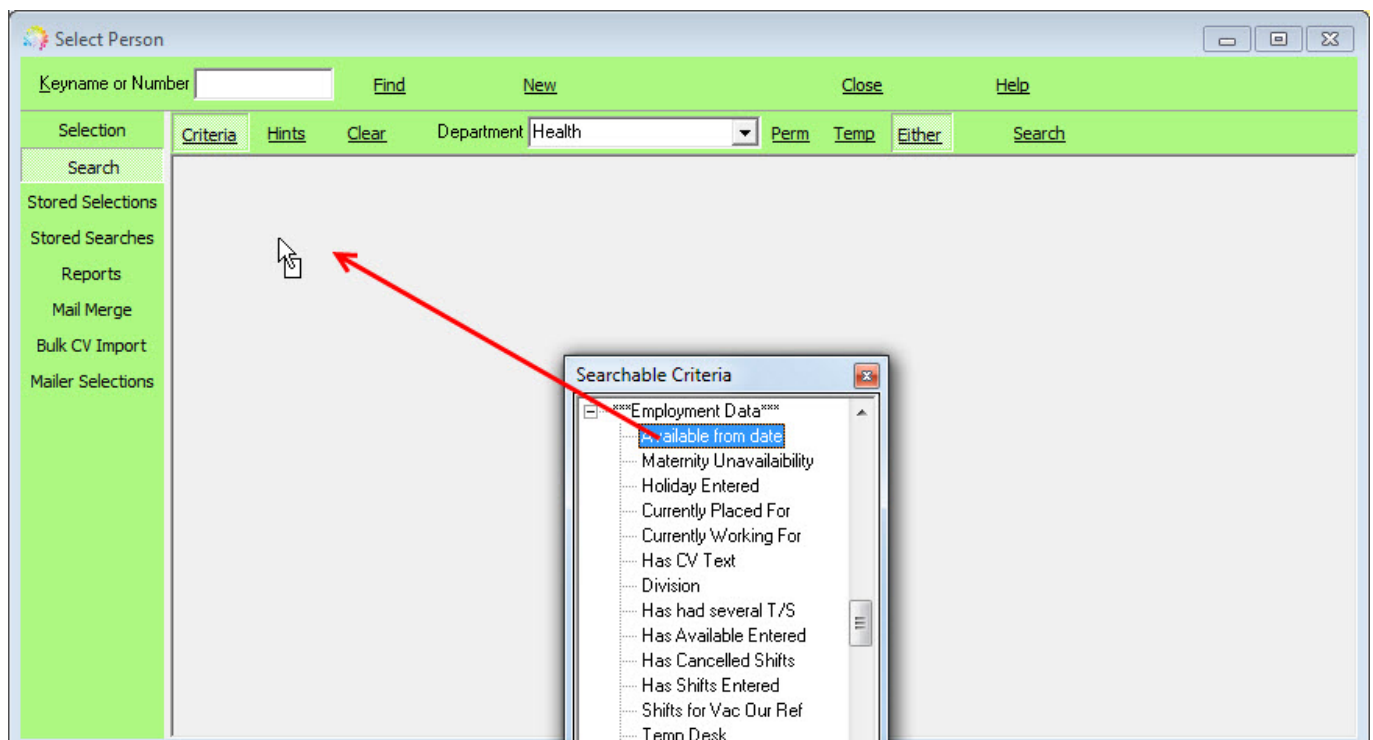 Select Person
Keyname or Number Find New Close Help
Selection
Criteria Hints Clear Department Health Perm Temp Either Search
Search
Stored Selections
Stored Searches
Reports
Mail Merge
Bulk CV Import
Mailer Selections
Searchable Criteria
***Employment Data***
Available from date
Maternity Unavailaibility
Holiday Entered
Currently Placed For
Currently Working For
Has CV Text
Division
Has had several T/S
Has Available Entered
Has Cancelled Shifts
Has Shifts Entered
Shifts for Vac Our Ref
Temp Desk